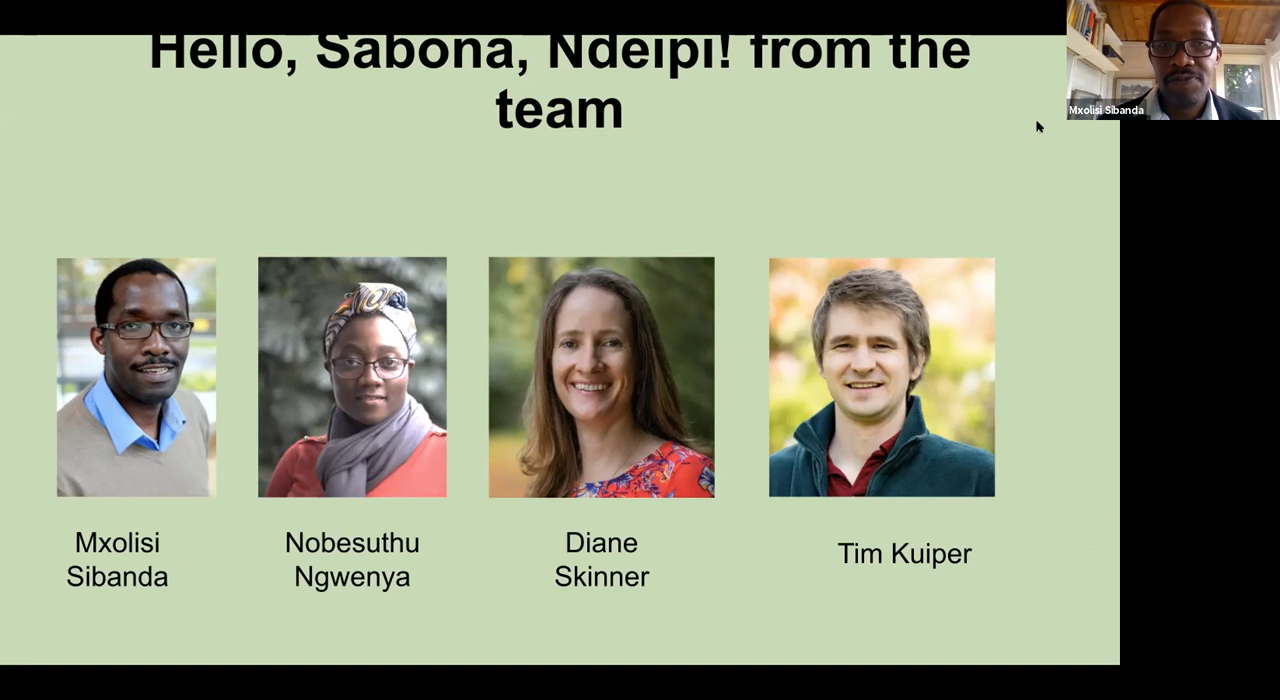 Hello, Sabona, Ndeipi! from the
team
Mxolisi Sibanda
Mxolisi
Sibanda
Nobesuthu
Ngwenya
Diane
Skinner
Tim Kuiper